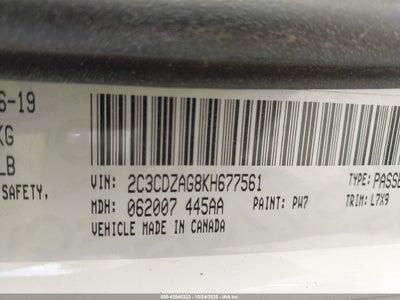 6-19
KG
LB
SAFETY,
VIN: 2C3CDZAG8KH677561
TYPE: PASSE
MDH: 062007 445AA
PAINT: PW7
TRIM: L7X9
VEHICLE MADE IN CANADA